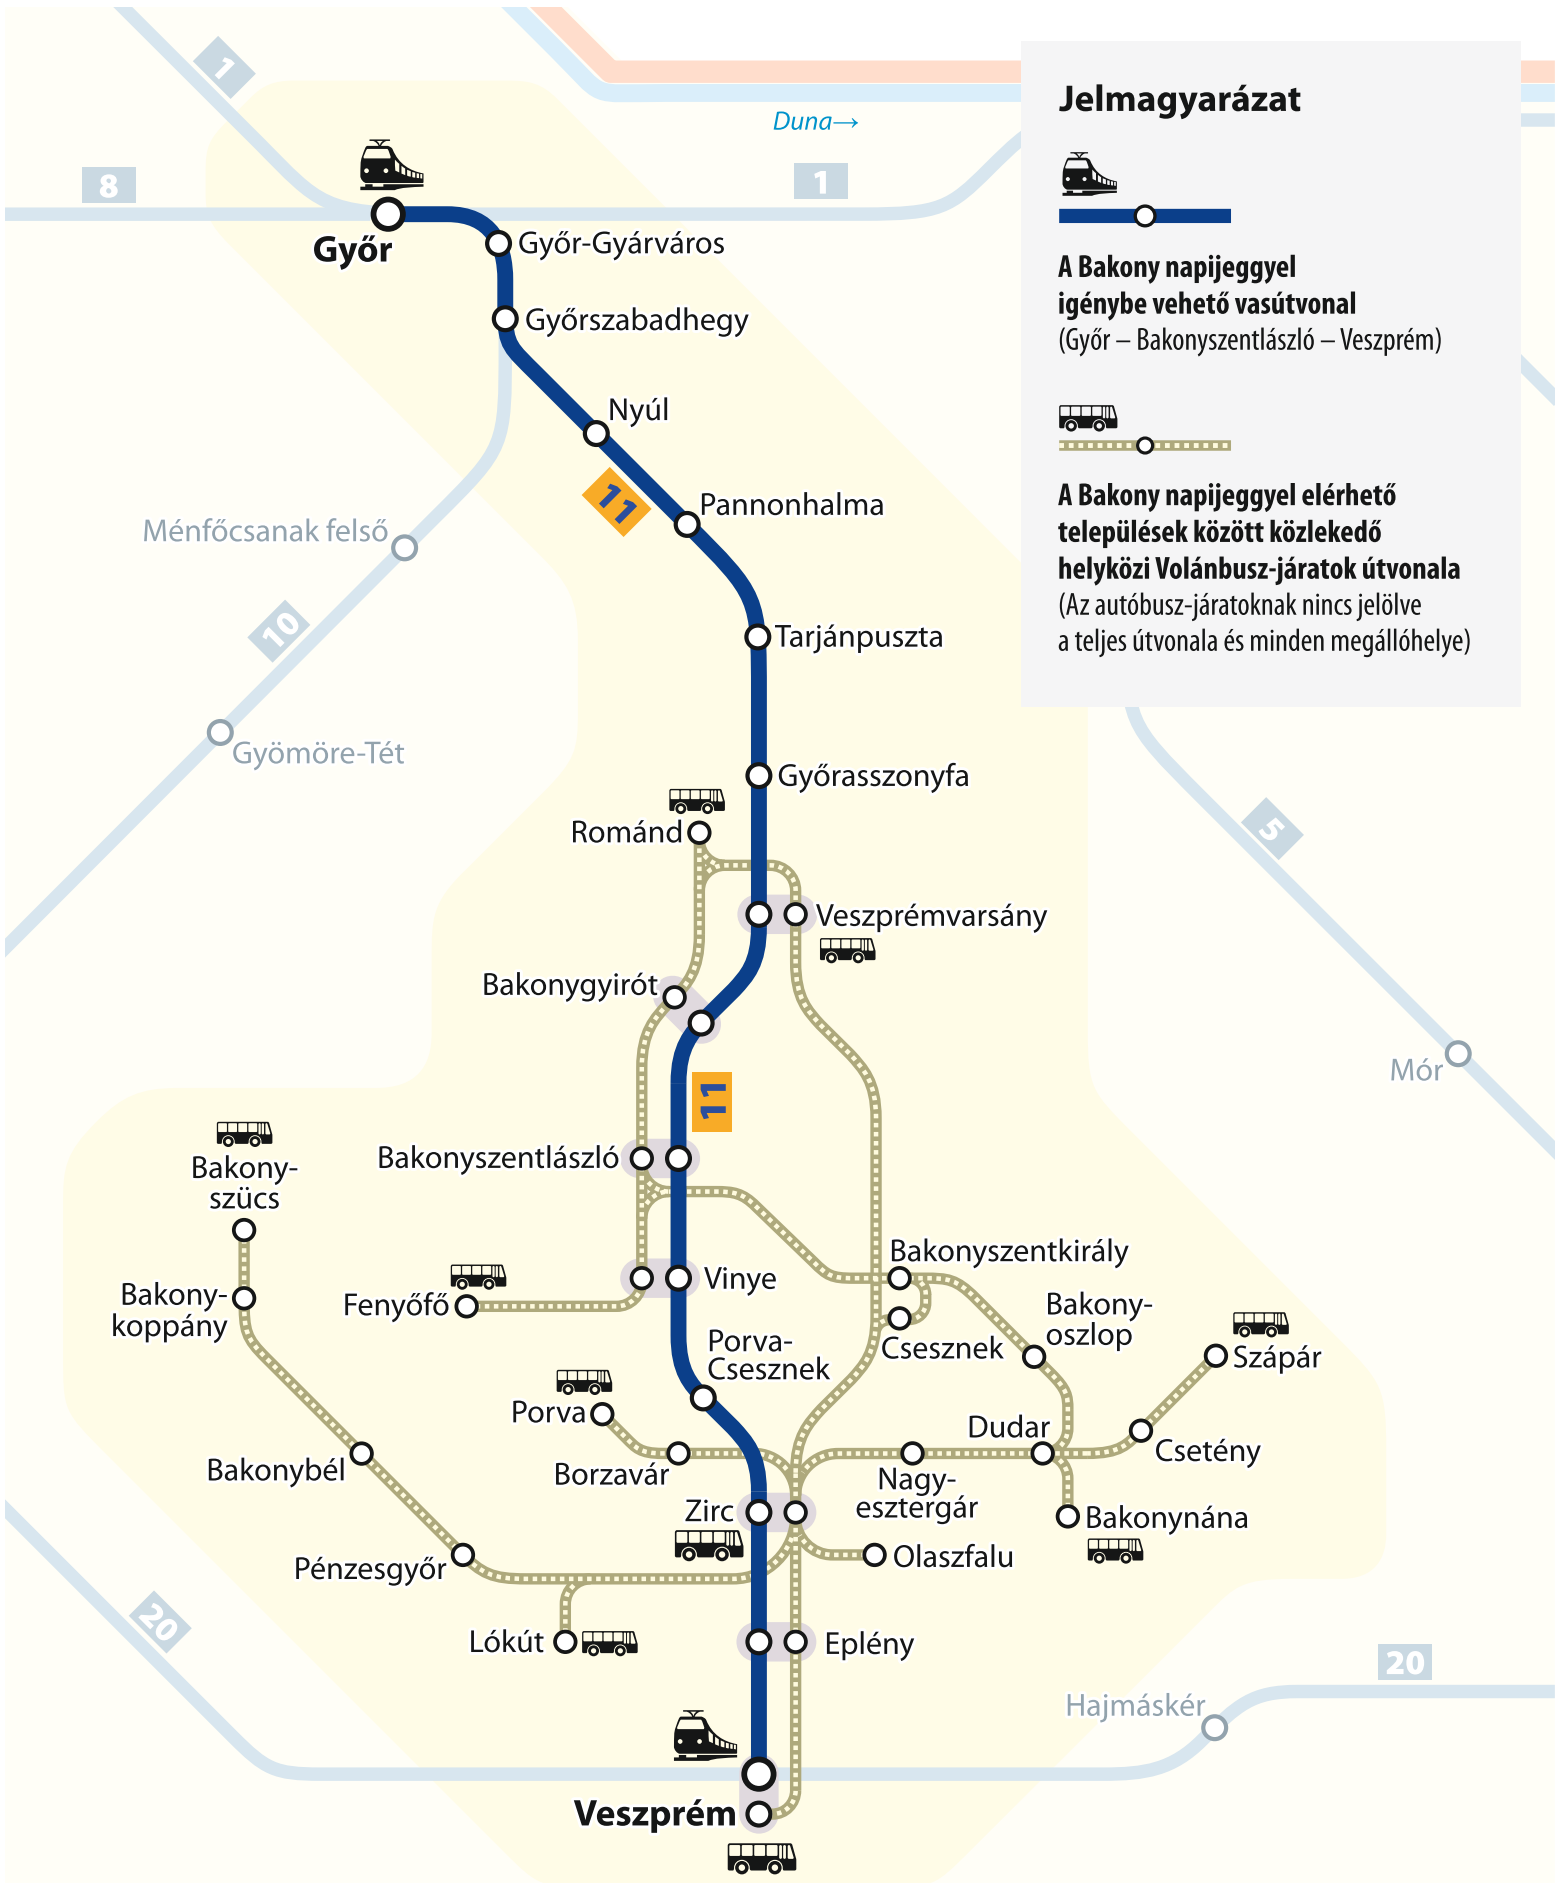 1
Duna→
8
1
Győr
Győr-Gyárváros
Győrszabadhegy
Nyúl
11
Pannonhalma
Ménfőcsanak felső
10
Tarjánpuszta
Gyömöre-Tét
Győrasszonyfa
Románd
Veszprémvarsány
Bakonygyirót
5
Mór
11
Bakonyszentlászló
Bakony-
szücs
Bakony-
koppány
Fenyőfő
Vinye
Bakonyszentkirály
Csesznek
Bakony-
oszlop
Szápár
Porva-
Csesznek
Porva
Borzavár
Dudar
Csetény
Bakonybél
Zirc
Nagy-
esztergár
Bakonynána
Pénzesgyőr
Olaszfalu
Lókút
Eplény
20
20
Hajmáskér
Veszprém
Jelmagyarázat
A Bakony napijeggyel
igénybe vehető vasútvonal
(Győr – Bakonyszentlászló – Veszprém)
A Bakony napijeggyel elérhető
települések között közlekedő
helyközi Volánbusz-járatok útvonala
(Az autóbusz-járatoknak nincs jelölve
a teljes útvonala és minden megállóhelye)